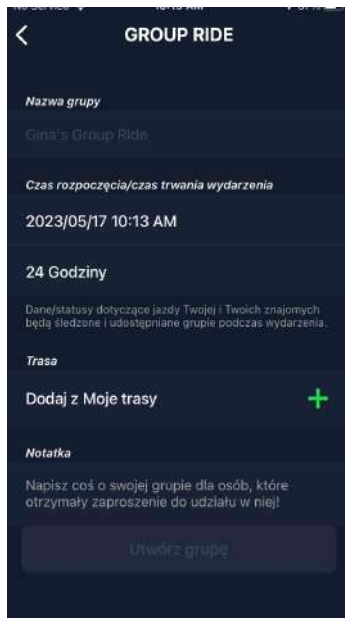 GROUP RIDE
Nazwa grupy
Gina's Group Ride
Czas rozpoczęcia/czas trwania wydarzenia
2023/05/17 10:13 AM
24 Godziny
Dane/statusy dotyczące jazdy Twojej i Twoich znajomych
będą śledzone i udostępniane grupie podczas wydarzenia.
Trasa
Dodaj z Moje trasy
Notatka
Napisz coś o swojej grupie dla osób, które
otrzymały zaproszenie do udziału w niej!
Utwórz grupę